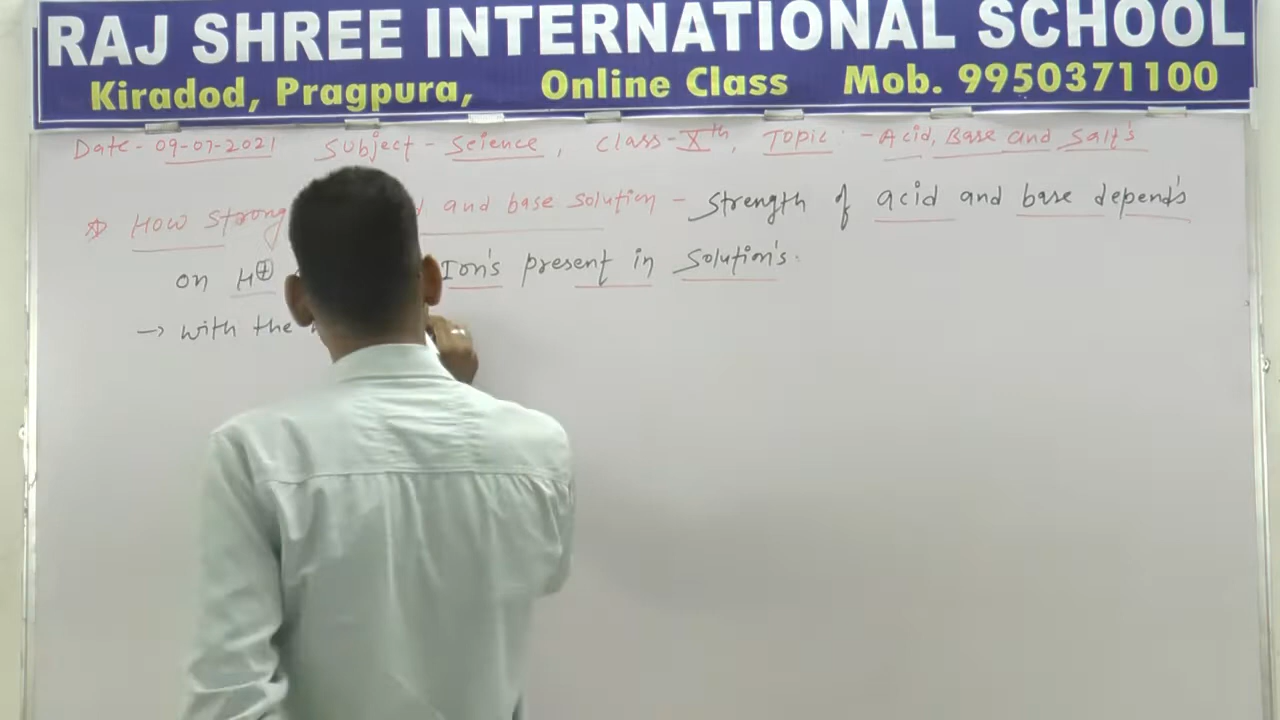 RAJ SHREE INTERNATIONAL SCHOOL
Kiradod, Pragpura, Online Class Mob. 9950371100
Date - 09-07-2021 Subject - Science, Class - Xth, Topic - Acid, Base and Salt's
* How strong and base solution - Strength of acid and base depend's
on H⊕ Ion's present in Solution's.
→ with the